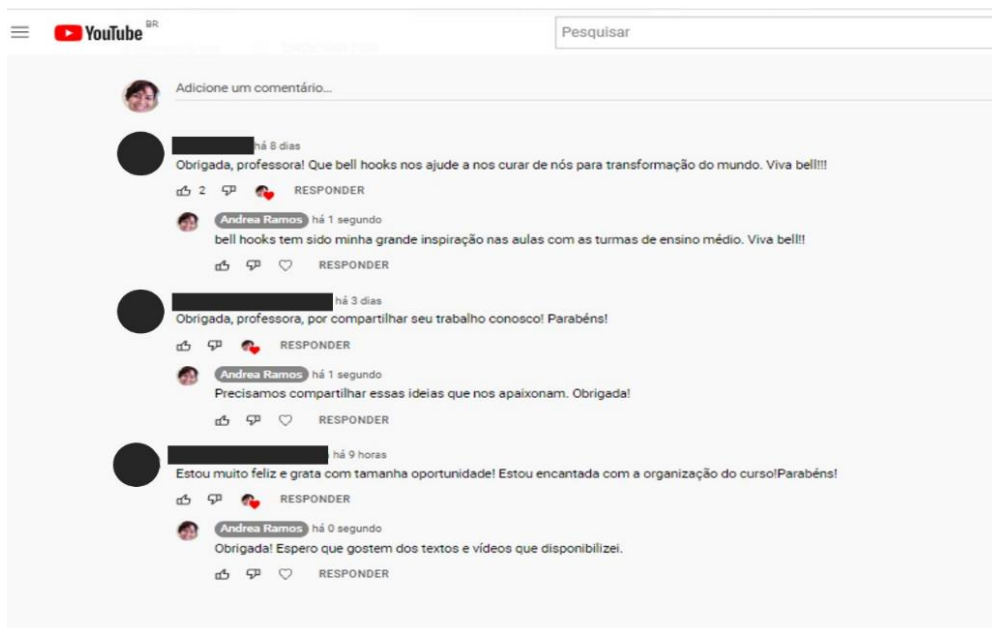 YouTube BR
Pesquisar
Adicione um comentário...
há 8 dias
Obrigada, professora! Que bell hooks nos ajude a nos curar de nós para transformação do mundo. Viva bell!!!
2 RESPONDER
Andrea Ramos há 1 segundo
bell hooks tem sido minha grande inspiração nas aulas com as turmas de ensino médio. Viva bell!!
RESPONDER
há 3 dias
Obrigada, professora, por compartilhar seu trabalho conosco! Parabéns!
RESPONDER
Andrea Ramos há 1 segundo
Precisamos compartilhar essas ideias que nos apaixonam. Obrigada!
RESPONDER
há 9 horas
Estou muito feliz e grata com tamanha oportunidade! Estou encantada com a organização do curso!Parabéns!
RESPONDER
Andrea Ramos há 0 segundo
Obrigada! Espero que gostem dos textos e vídeos que disponibilizei.
RESPONDER